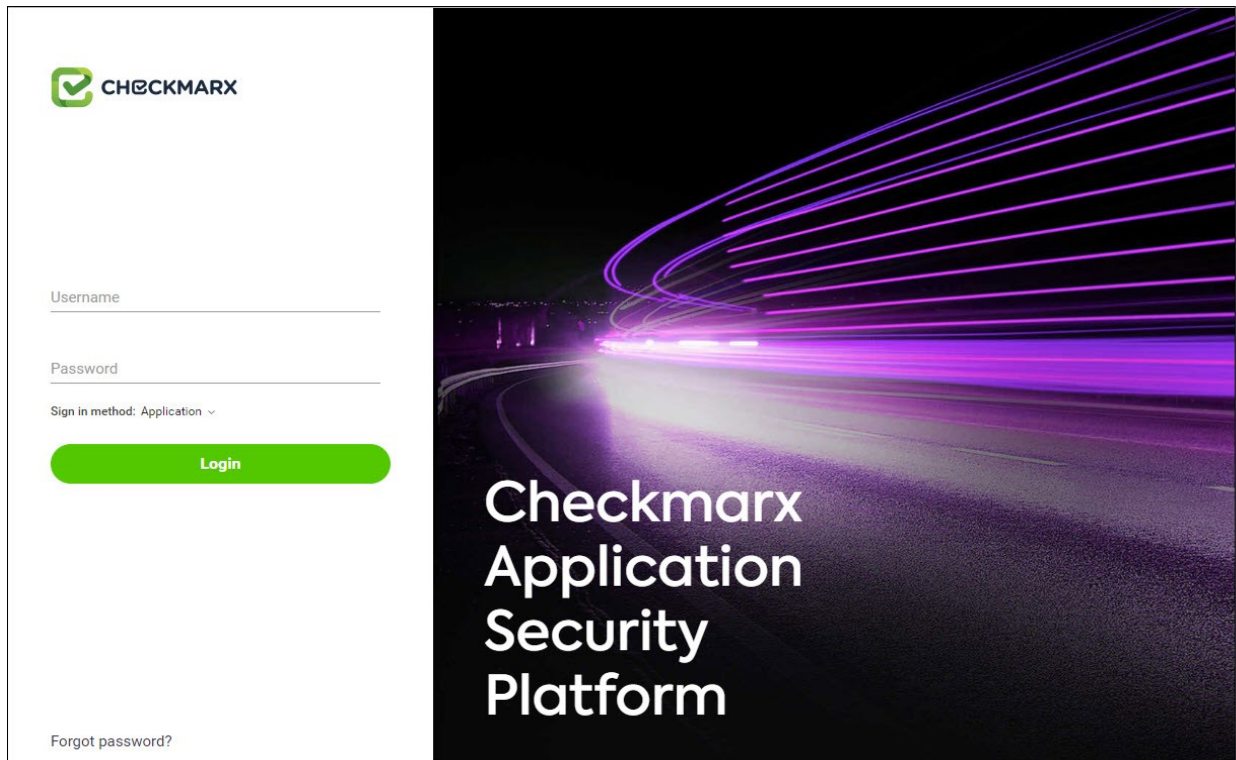 CHECKMARX
Username
Password
Sign in method: Application
Login
Forgot password?
Checkmarx
Application
Security
Platform